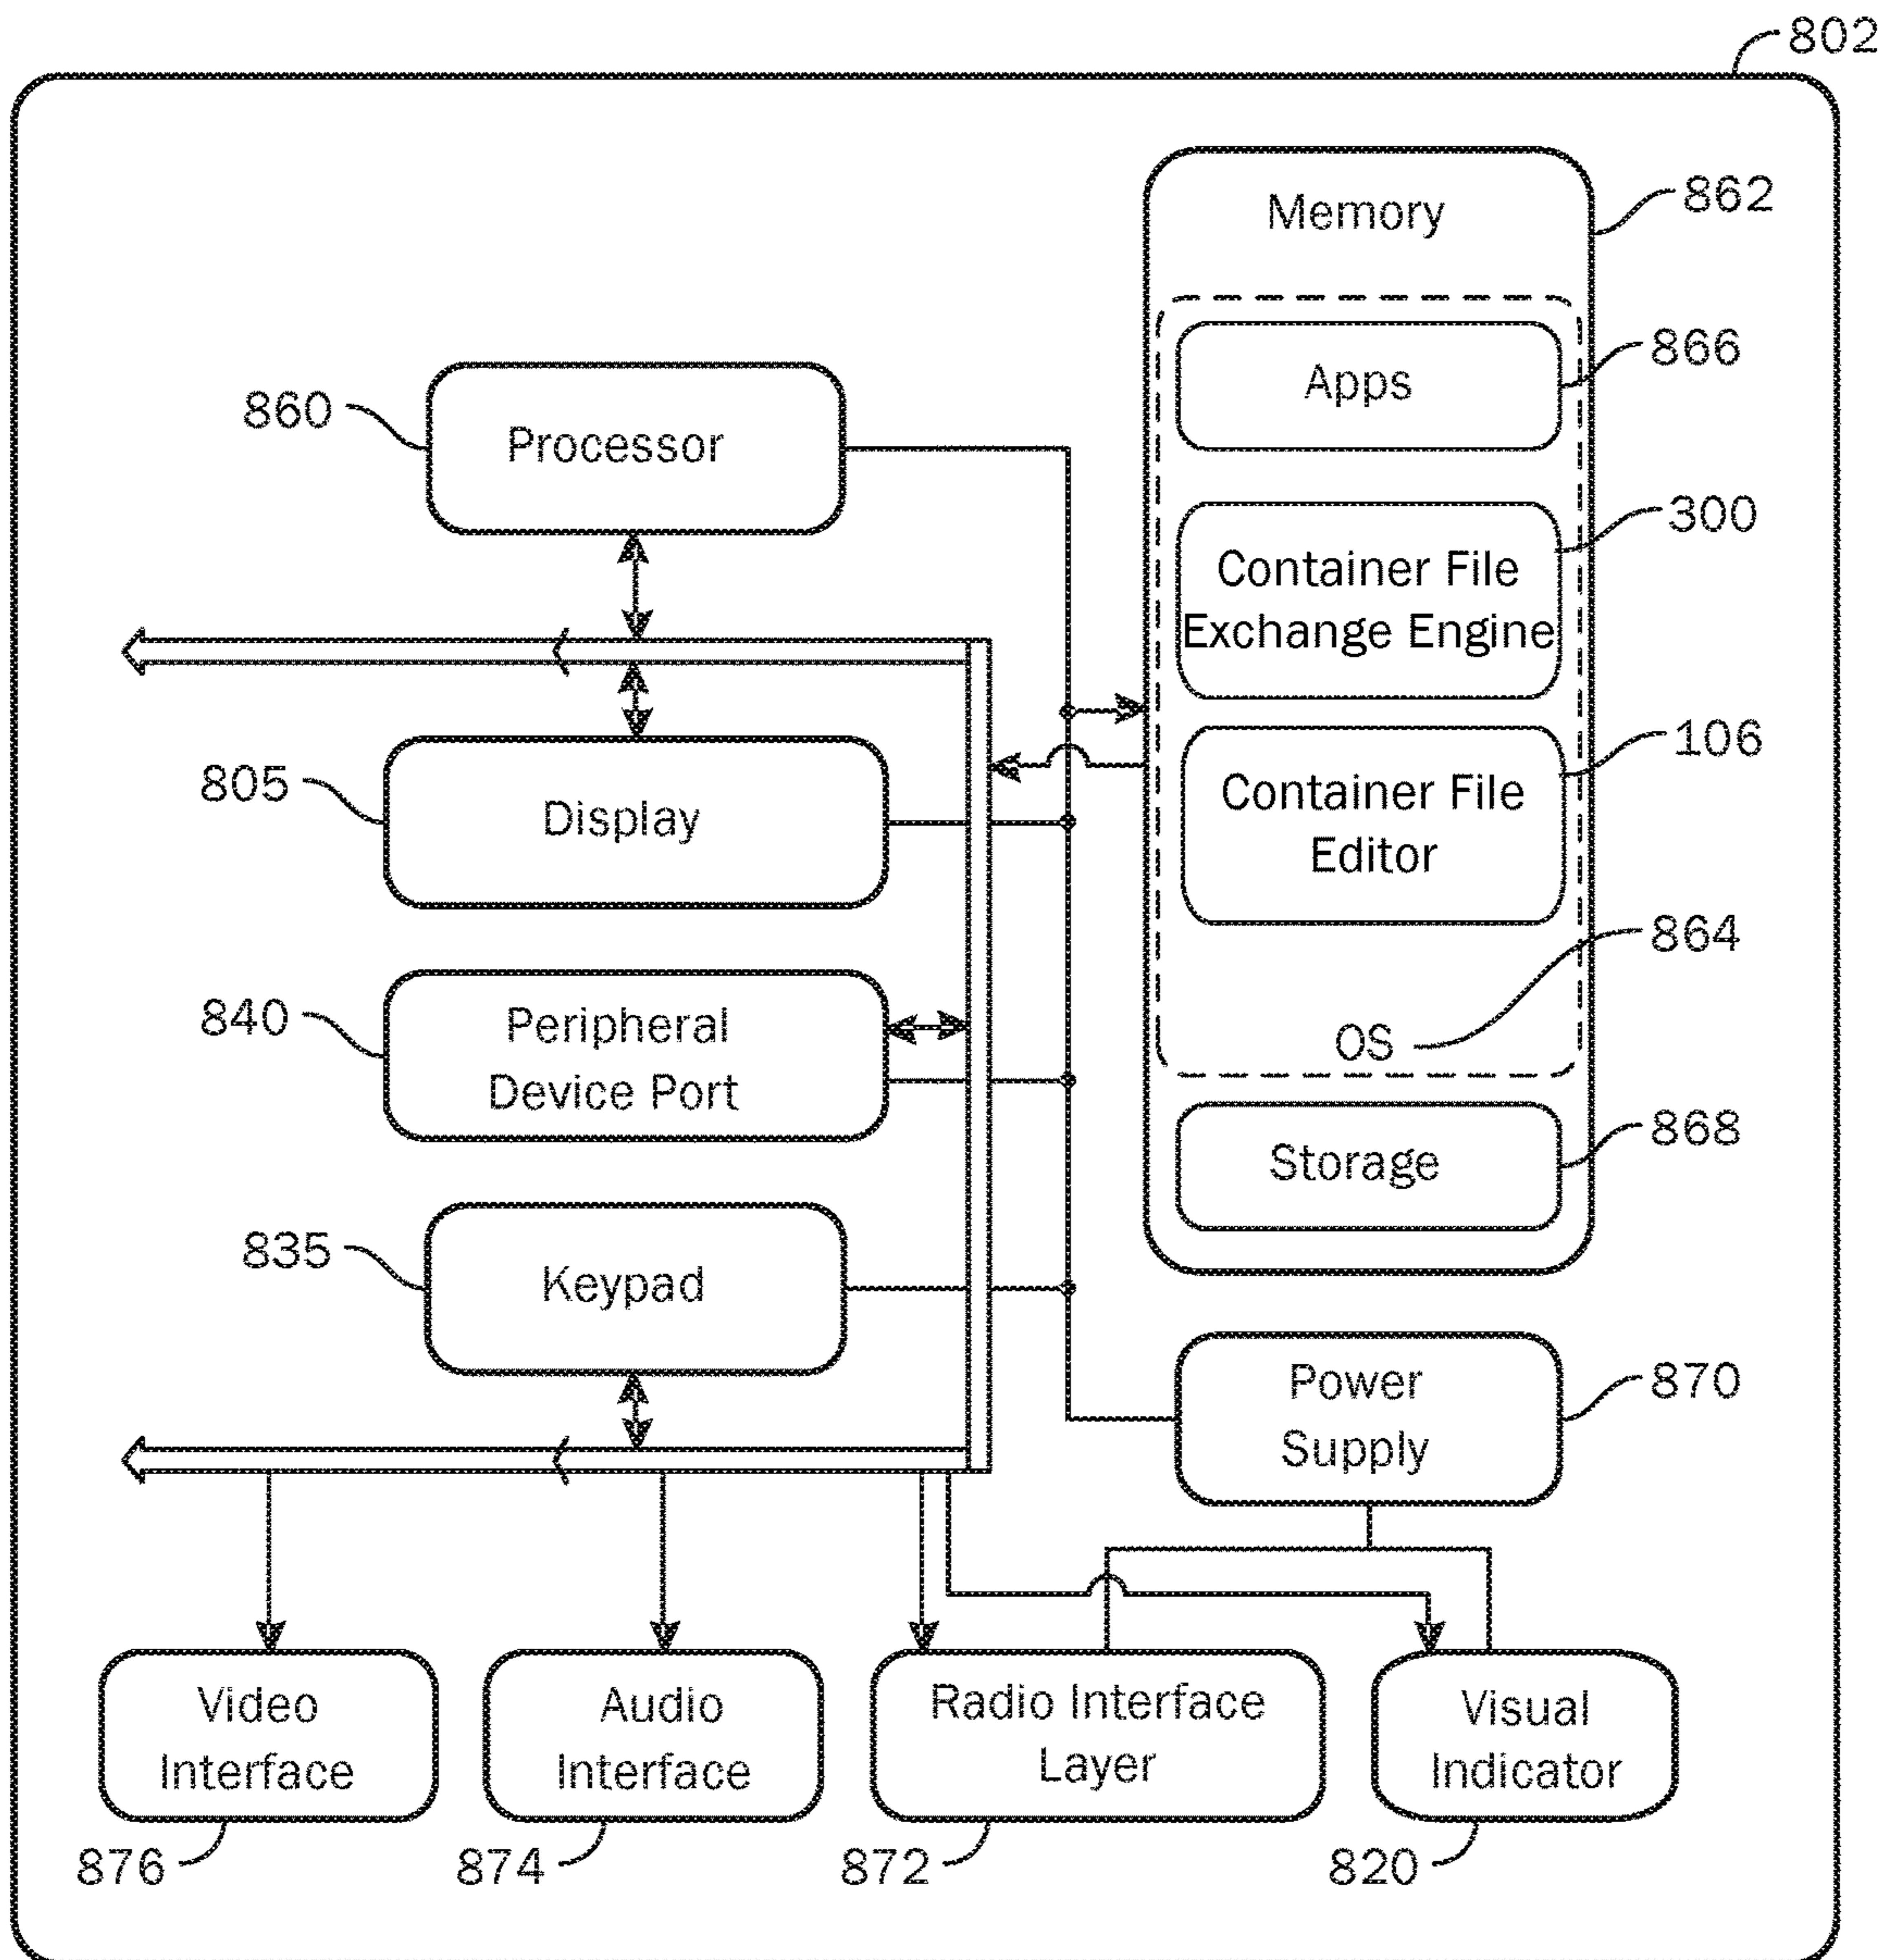 802
Memory
862
Apps
866
860
Processor
300
Container File
Exchange Engine
106
805
Display
Container File
Editor
864
840
Peripheral
Device Port
OS
868
Storage
835
Keypad
Power
Supply
870
Video
Interface
Audio
Interface
Radio Interface
Layer
Visual
Indicator
876
874
872
820